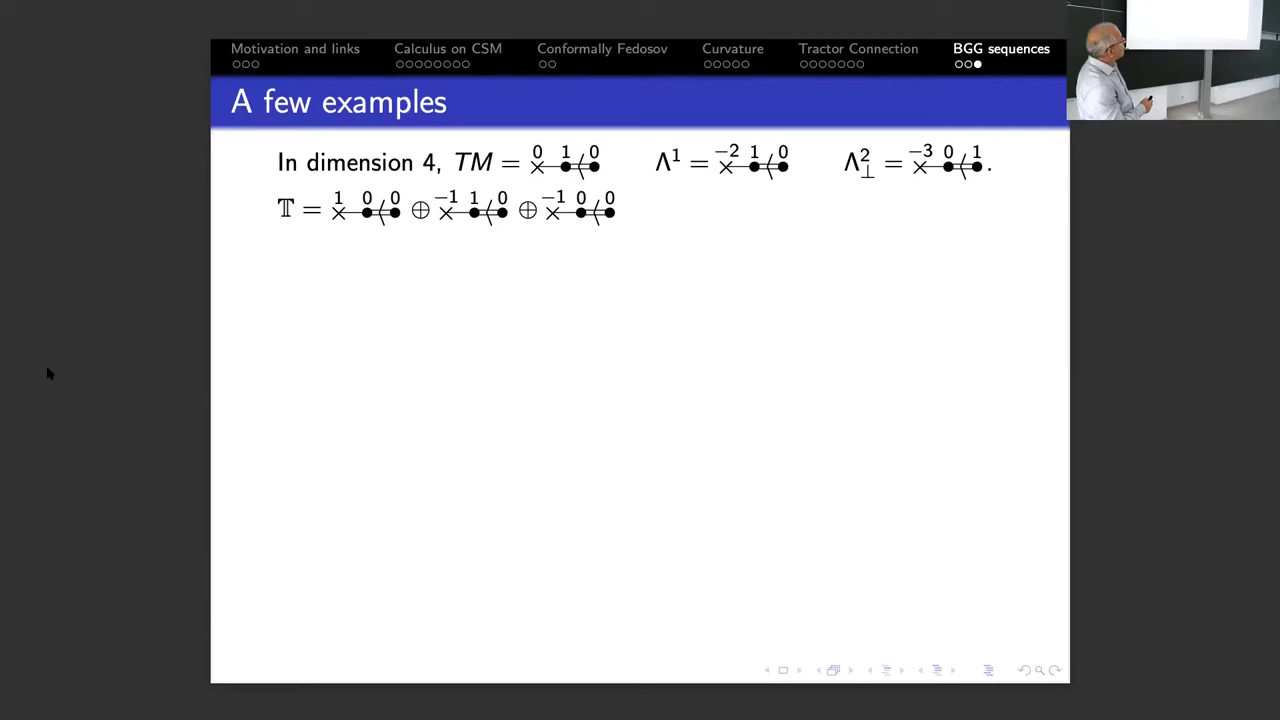 Motivation and links Calculus on CSM Conformally Fedosov Curvature Tractor Connection BGG sequences
A few examples
In dimension 4, TM = 0 1 0 Λ¹ = −2 1 0 Λ²⊥ = −3 0 1.
𝕋 = 1 0 0 ⊕ −1 1 0 ⊕ −1 0 0